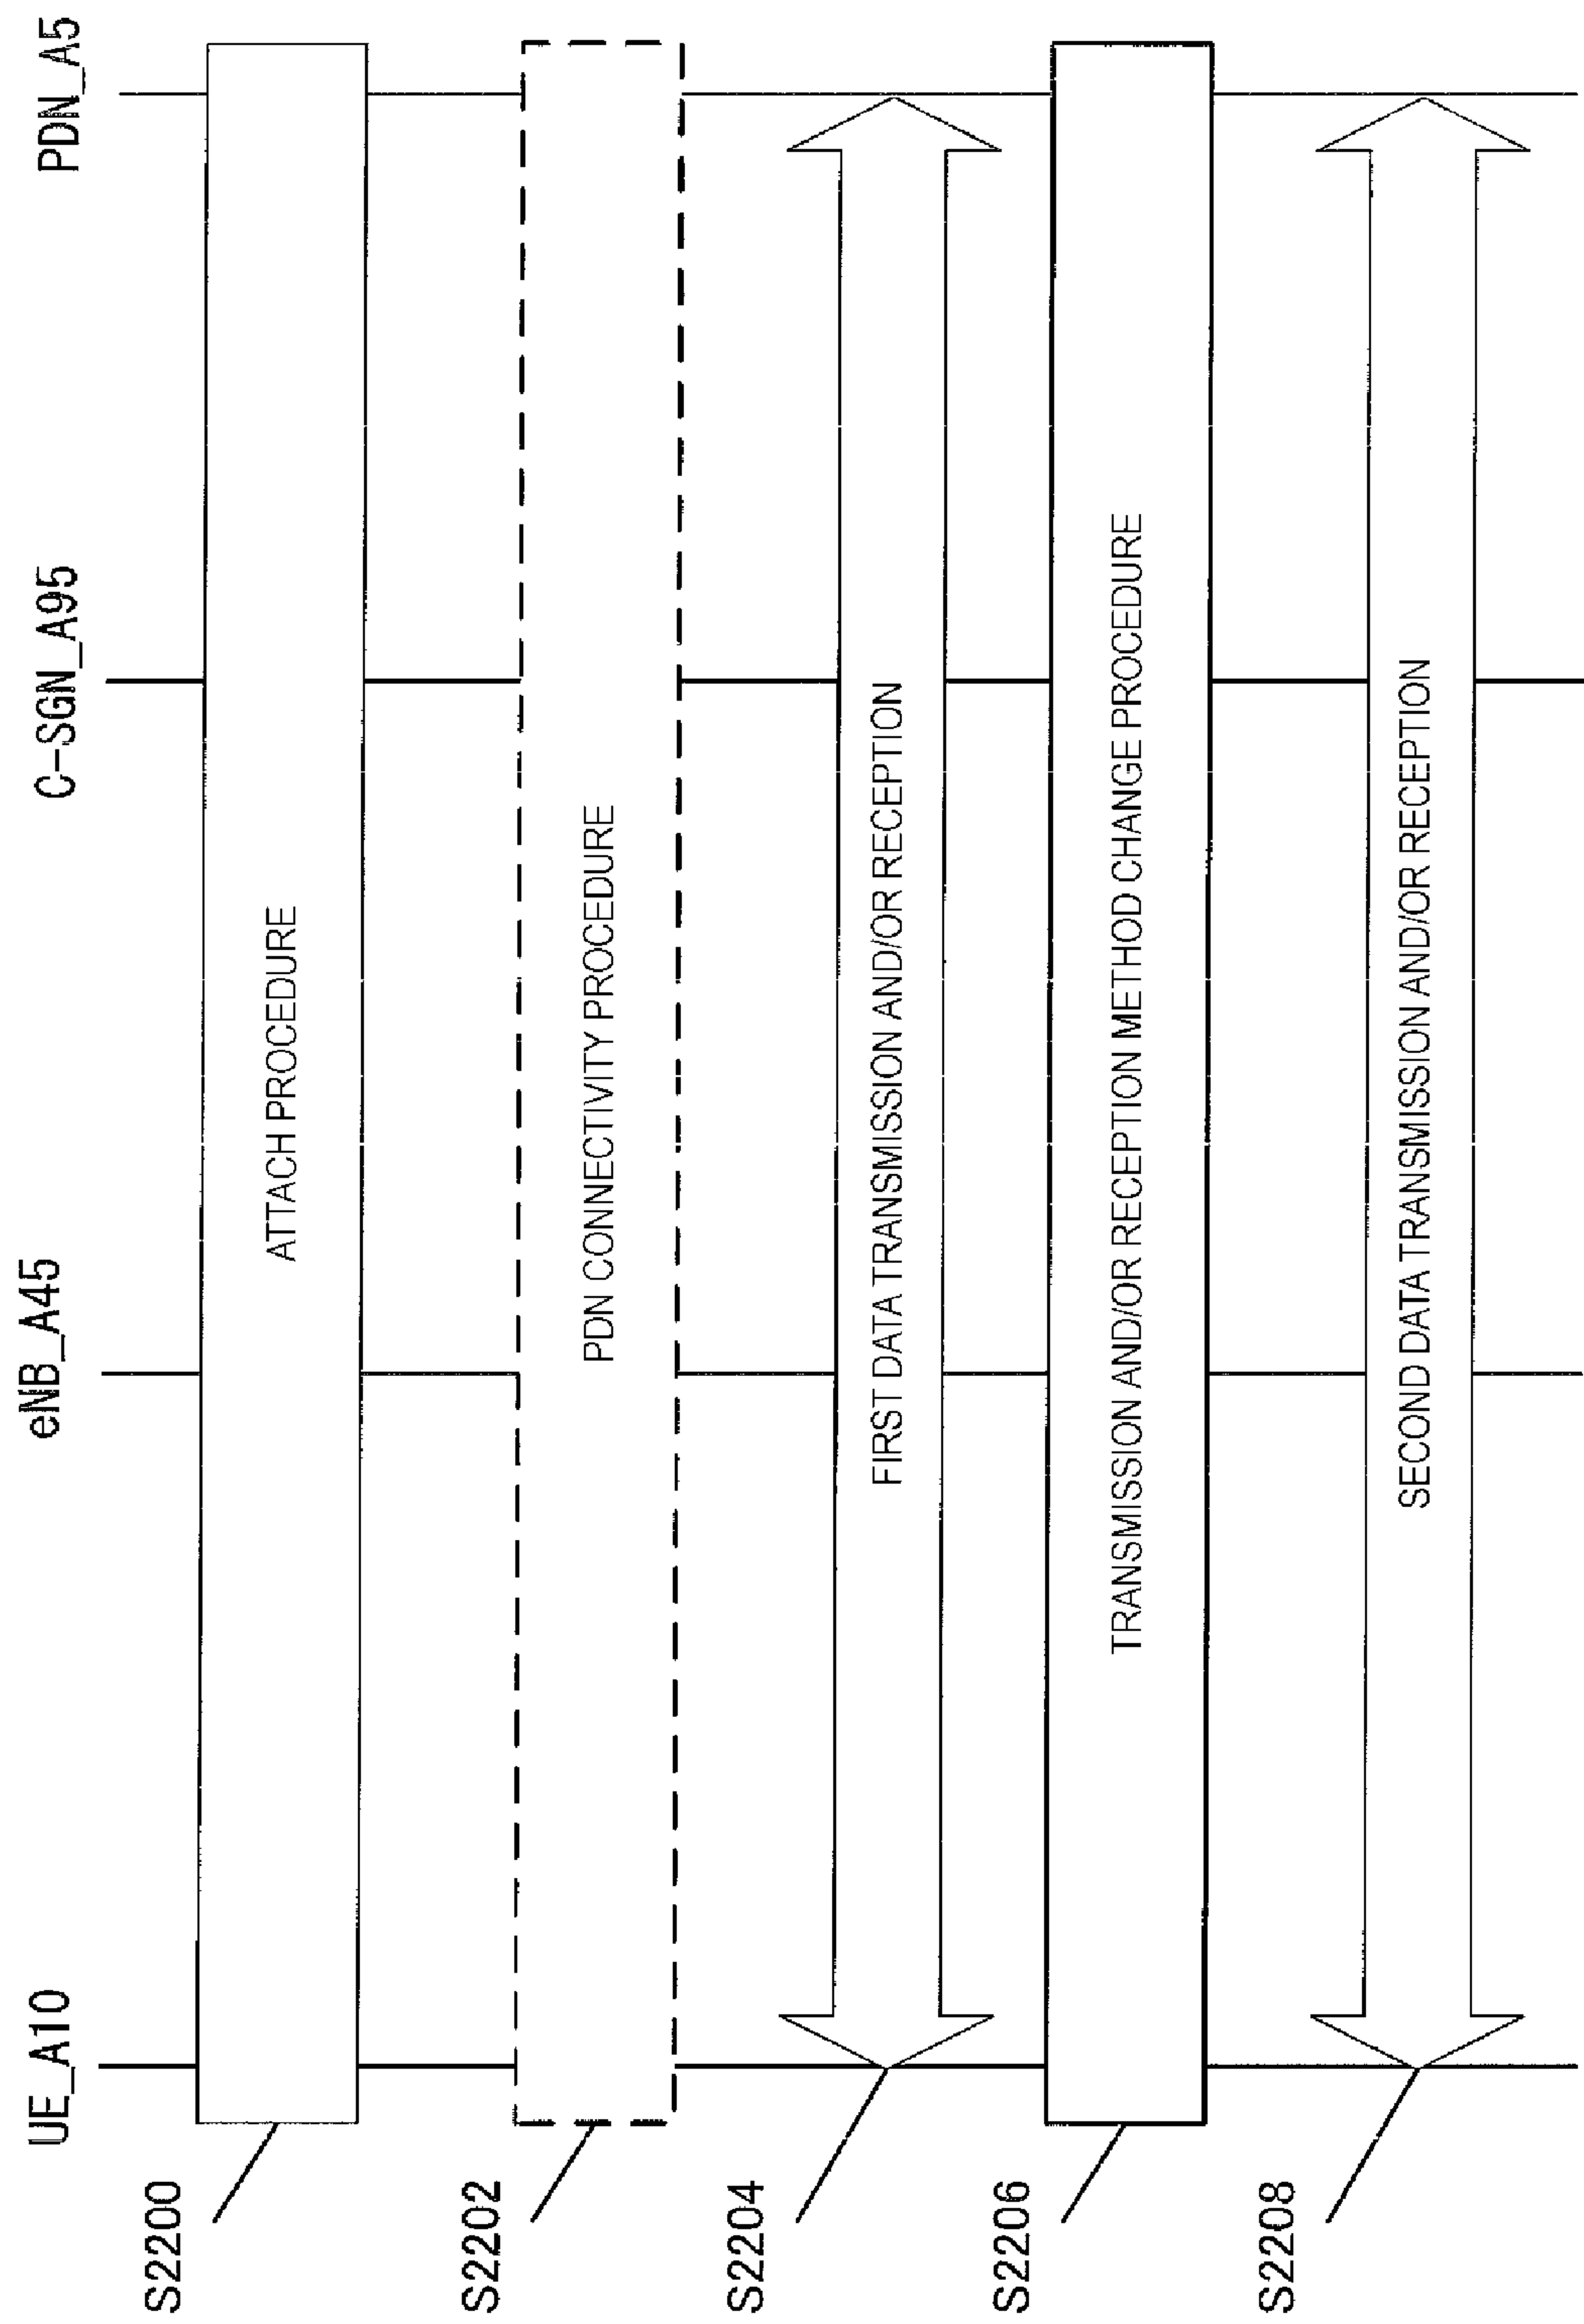 UE_A10
eNB_A45
C-SGN_A95
PDN_A5
S2200
ATTACH PROCEDURE
S2202
PDN CONNECTIVITY PROCEDURE
S2204
FIRST DATA TRANSMISSION AND/OR RECEPTION
S2206
TRANSMISSION AND/OR RECEPTION METHOD CHANGE PROCEDURE
S2208
SECOND DATA TRANSMISSION AND/OR RECEPTION